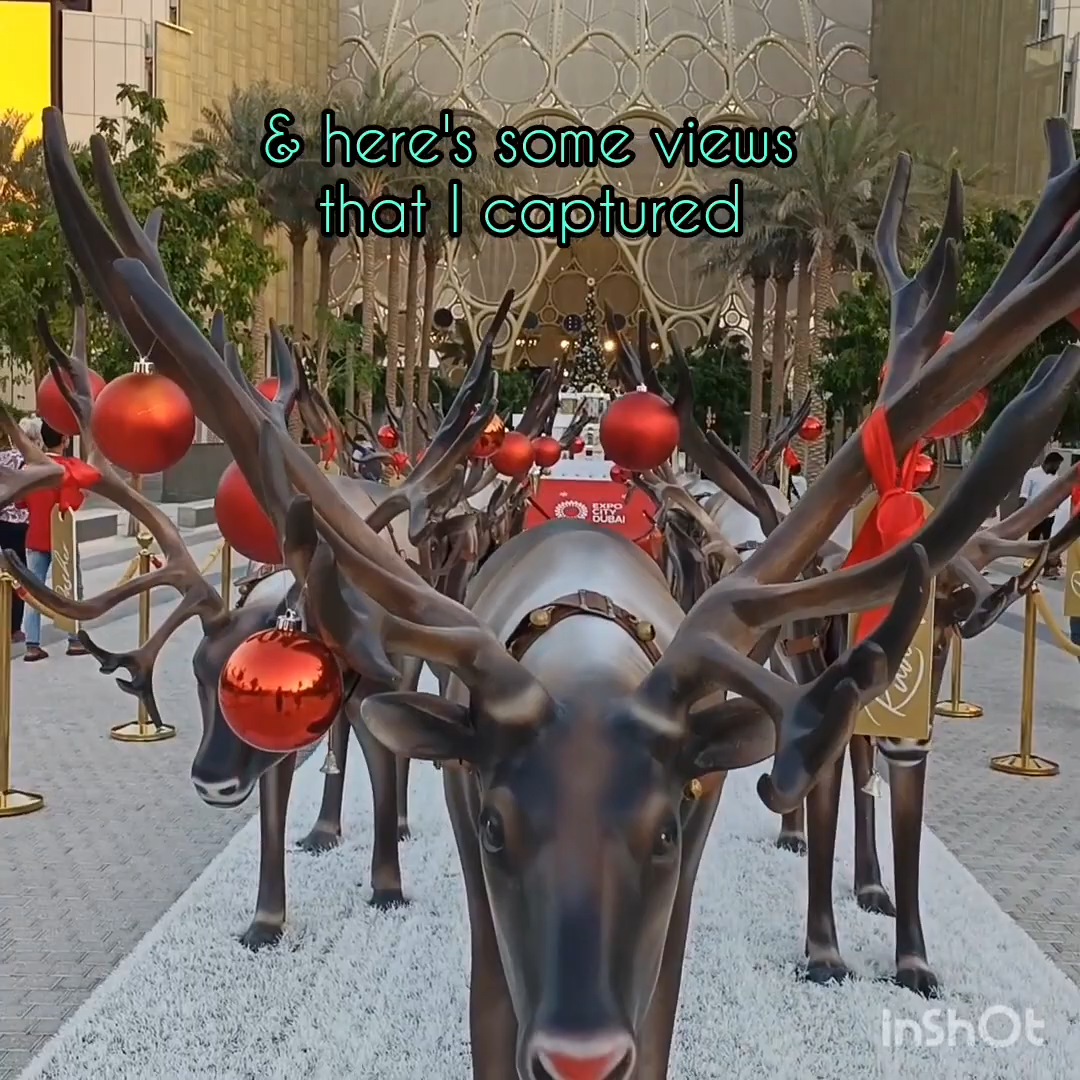 & here's some views
that I captured
EXPO
CITY
DUBAI
InShOt